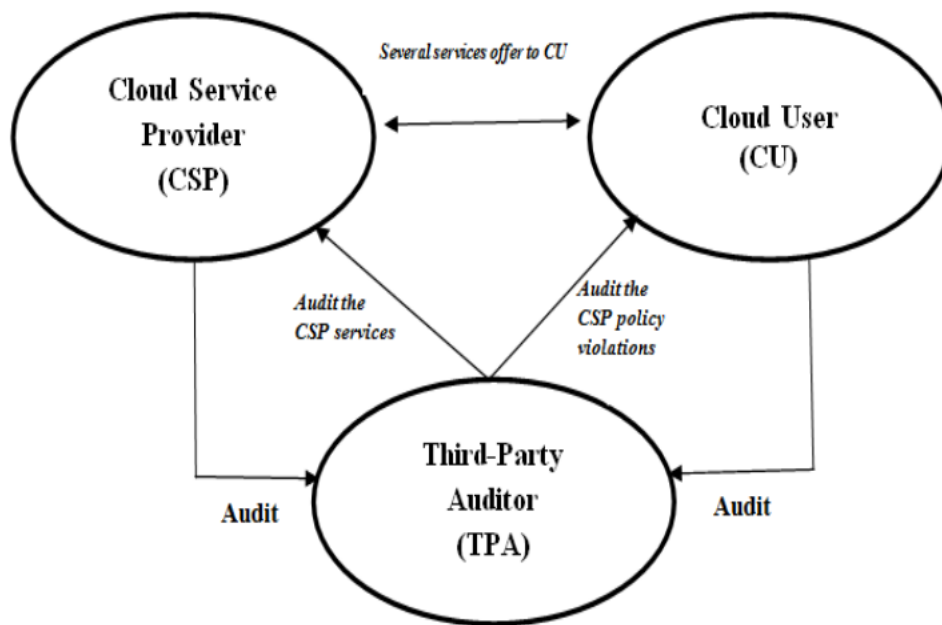 Several services offer to CU
Cloud Service
Provider
(CSP)
Cloud User
(CU)
Audit the
CSP services
Audit the
CSP policy
violations
Third-Party
Auditor
(TPA)
Audit
Audit